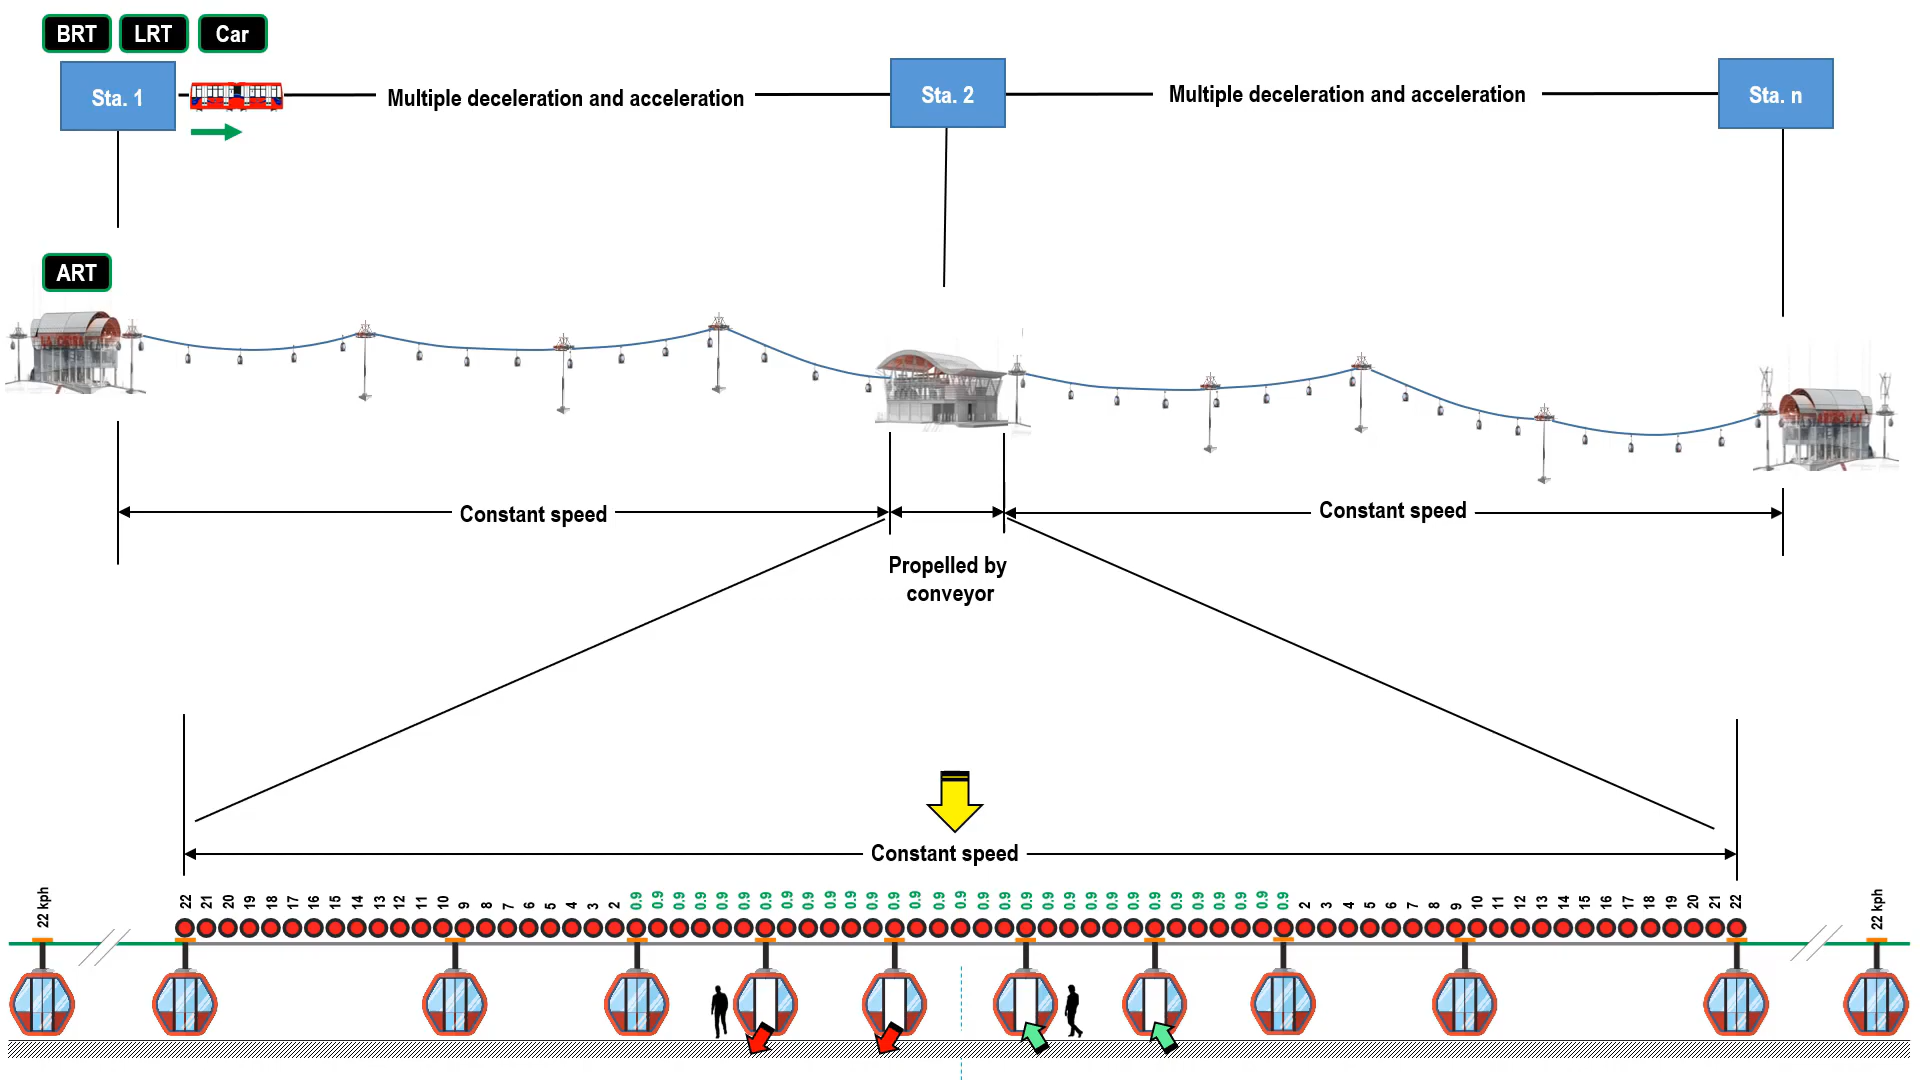 BRT LRT Car
Sta. 1
Multiple deceleration and acceleration
Sta. 2
Multiple deceleration and acceleration
Sta. n
ART
Constant speed
Constant speed
Propelled by
conveyor
Constant speed
22 kph
22 21 20 19 18 17 16 15 14 13 12 11 10 9 8 7 6 5 4 3 2 0.9 0.9 0.9 0.9 0.9 0.9 0.9 0.9 0.9 0.9 0.9 0.9 0.9 0.9 0.9 0.9 0.9 0.9 0.9 0.9 0.9 0.9 0.9 0.9 0.9 0.9 0.9 0.9 0.9 0.9 0.9 2 3 4 5 6 7 8 9 10 11 12 13 14 15 16 17 18 19 20 21 22
22 kph